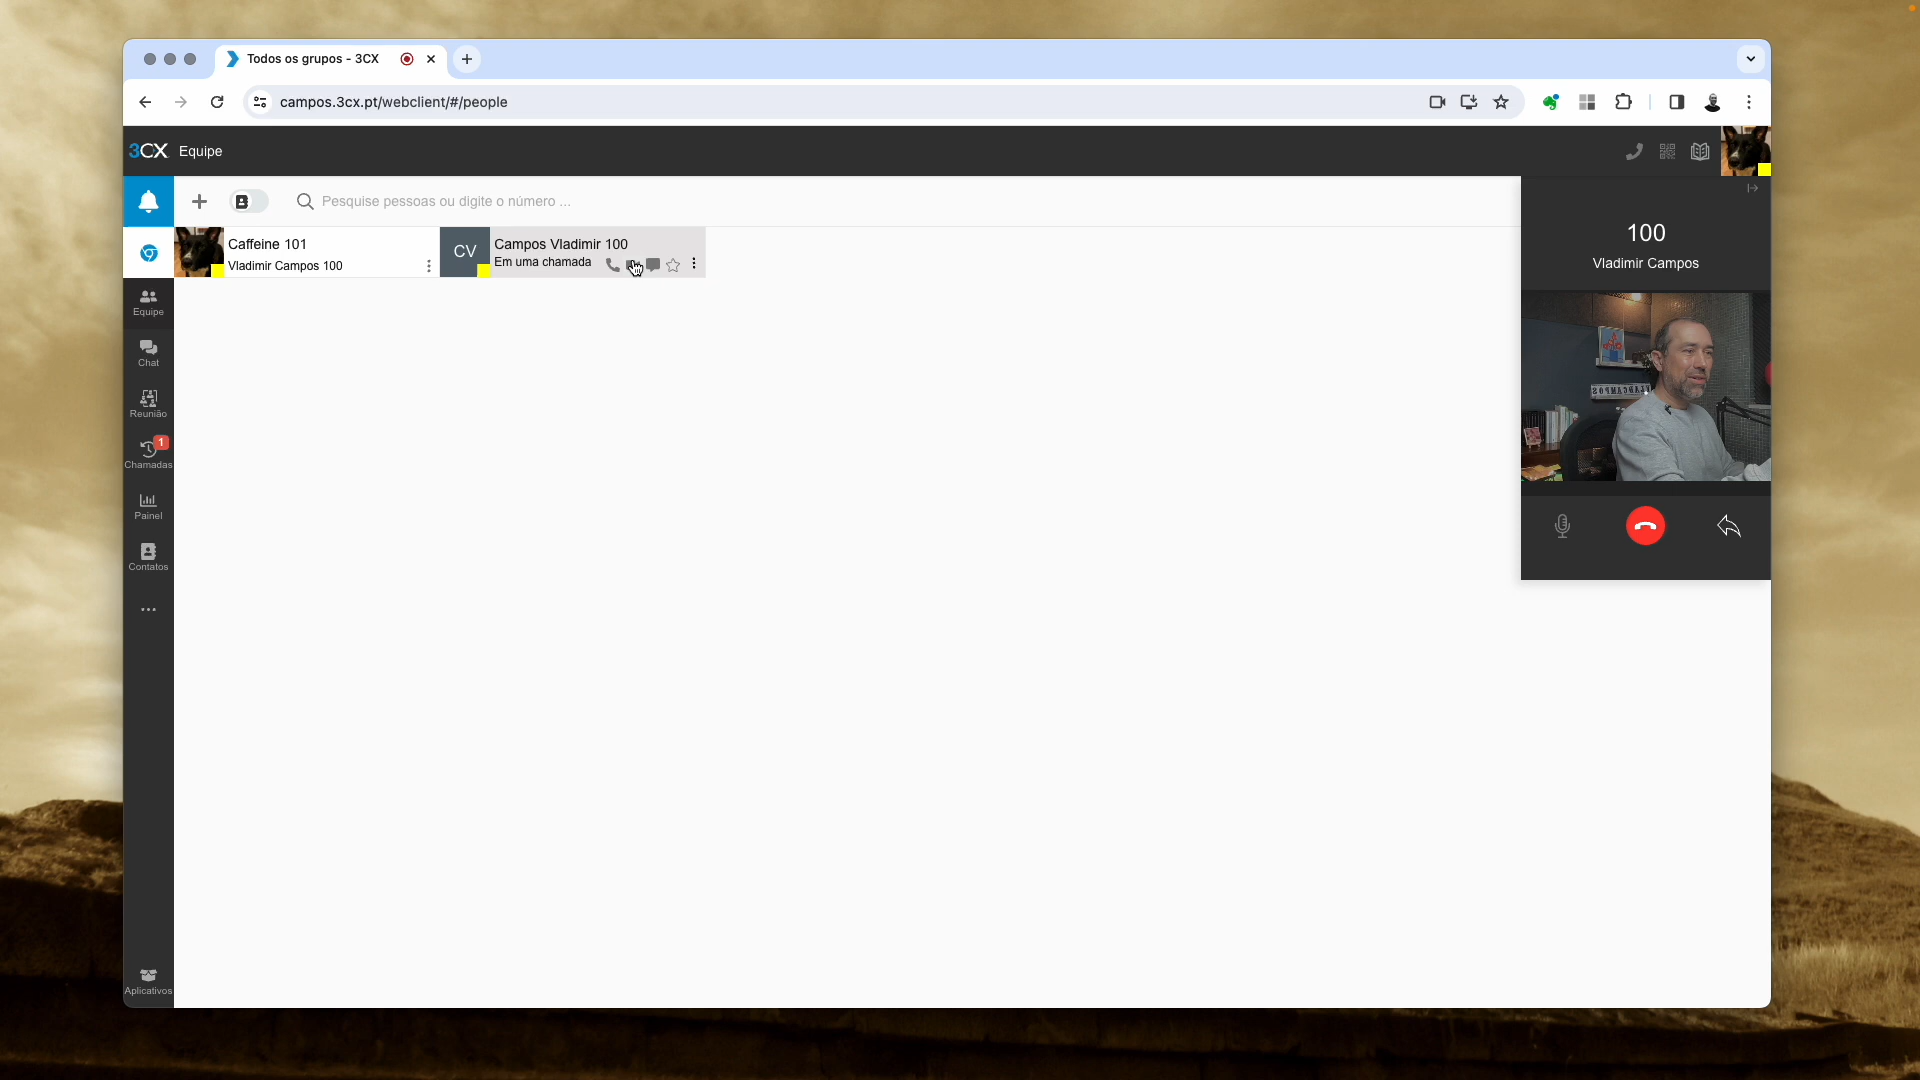 Todos os grupos - 3CX
campos.3cx.pt/webclient/#/people
3CX Equipe
Pesquise pessoas ou digite o número ...
Caffeine 101
Vladimir Campos 100
CV
Campos Vladimir 100
Em uma chamada
Equipe
Chat
Reunião
1
Chamadas
Painel
Contatos
Aplicativos
100
Vladimir Campos
VLADCAMPOS